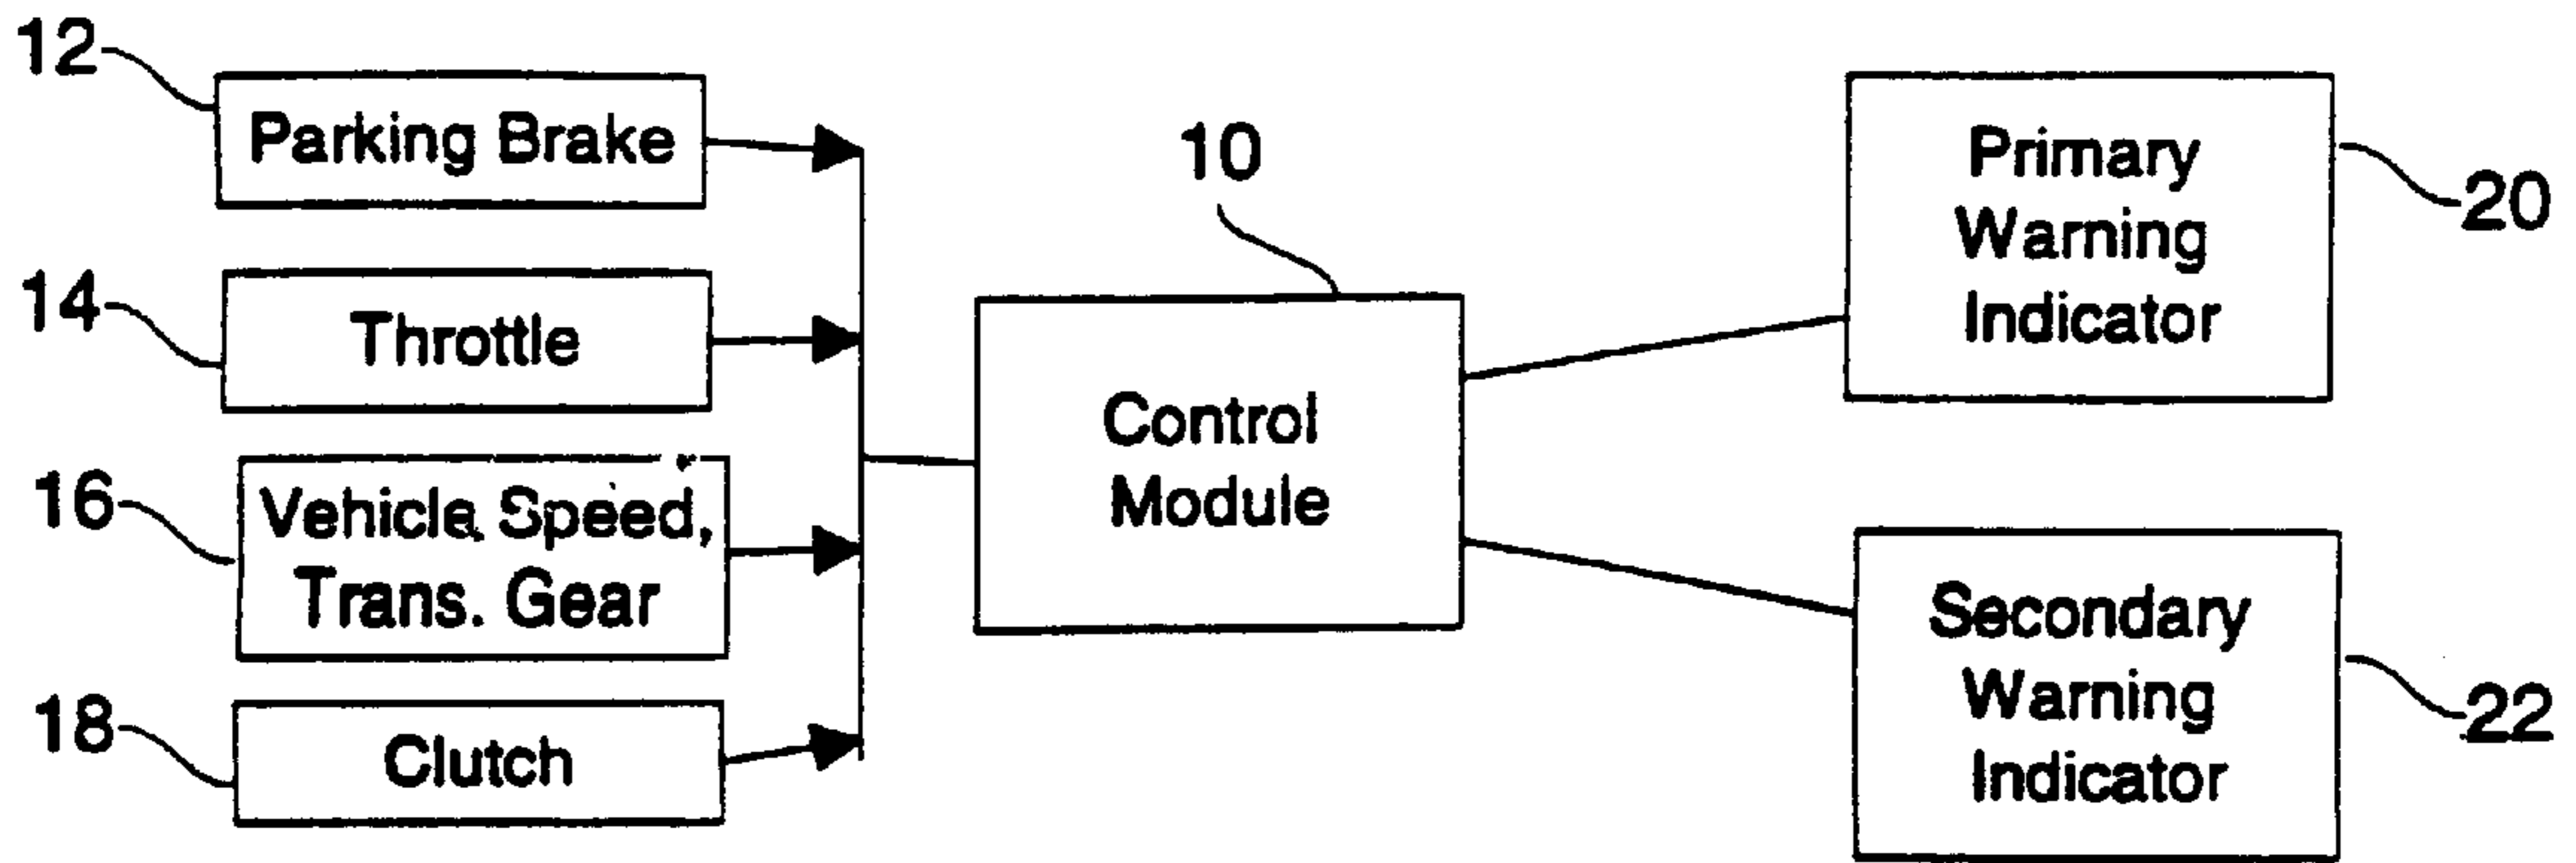 12
Parking Brake
14
Throttle
16
Vehicle Speed,
Trans. Gear
18
Clutch
10
Control
Module
Primary
Warning
Indicator
20
Secondary
Warning
Indicator
22